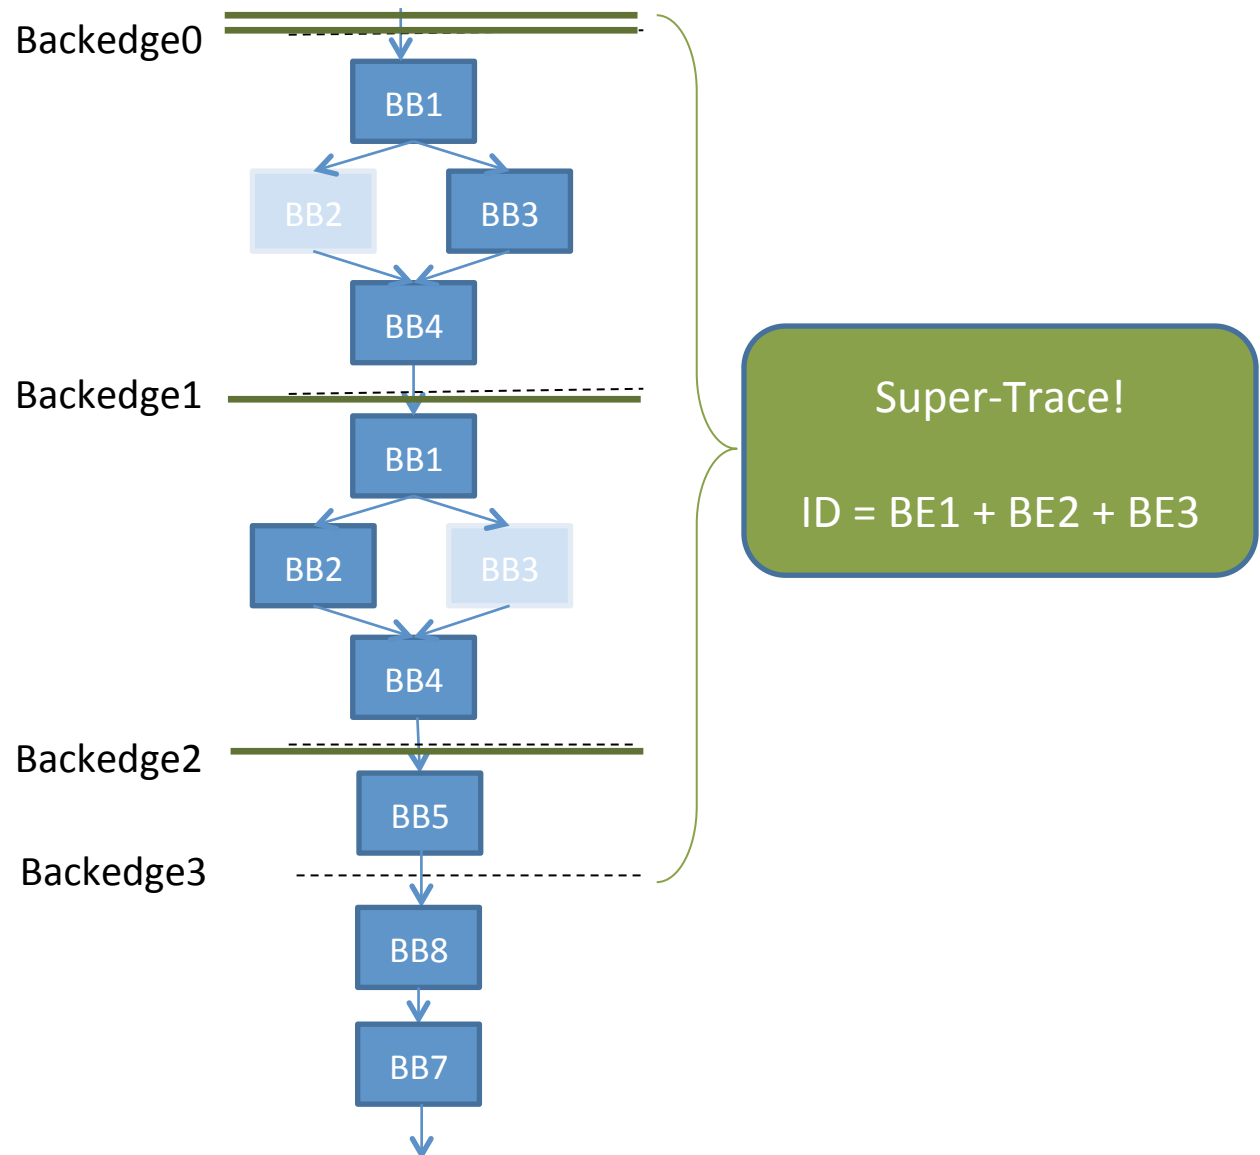 Backedge0
BB1
BB2
BB3
BB4
Backedge1
BB1
BB2
BB3
BB4
Backedge2
BB5
Backedge3
BB8
BB7
Super-Trace!
ID = BE1 + BE2 + BE3